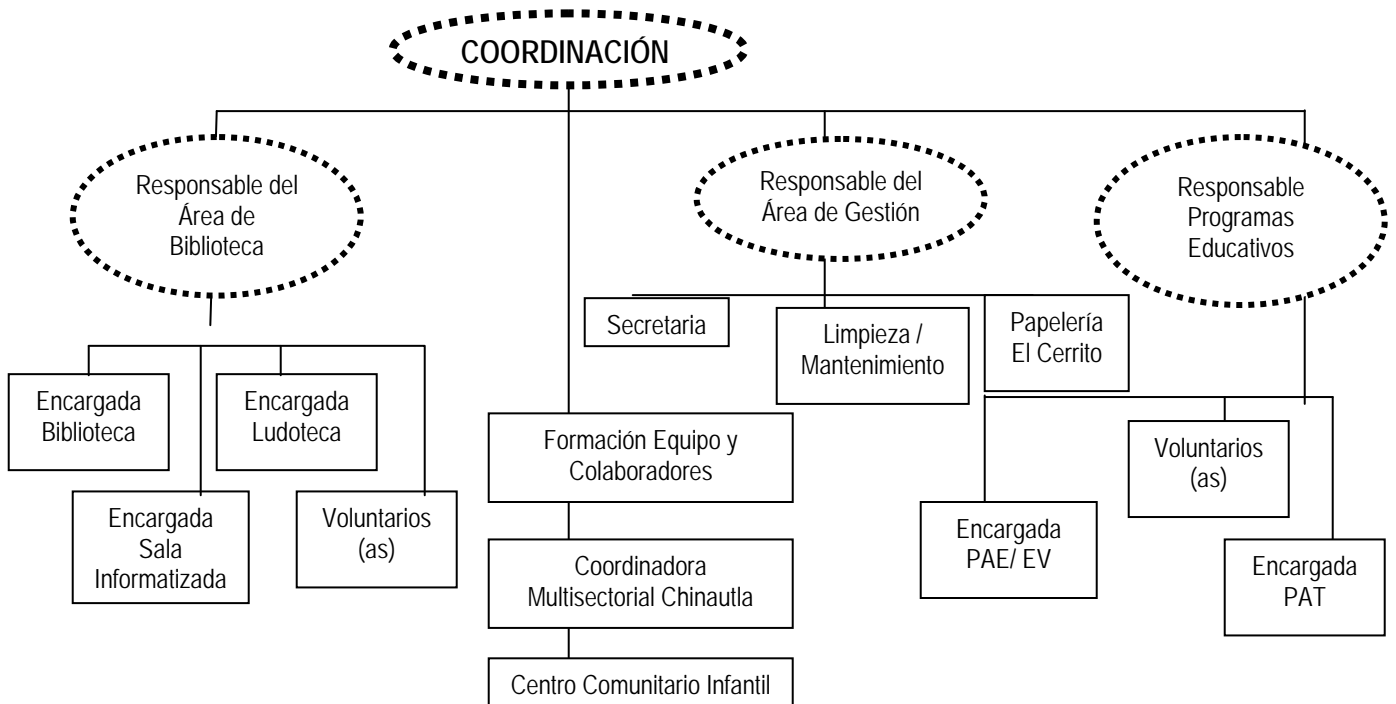 COORDINACIÓN
Responsable del
Área de
Biblioteca
Responsable del
Área de Gestión
Responsable
Programas
Educativos
Secretaria
Limpieza /
Mantenimiento
Papelería
El Cerrito
Encargada
Biblioteca
Encargada
Ludoteca
Encargada
Sala
Informatizada
Voluntarios
(as)
Formación Equipo y
Colaboradores
Coordinadora
Multisectorial Chinautla
Centro Comunitario Infantil
Voluntarios
(as)
Encargada
PAE/ EV
Encargada
PAT